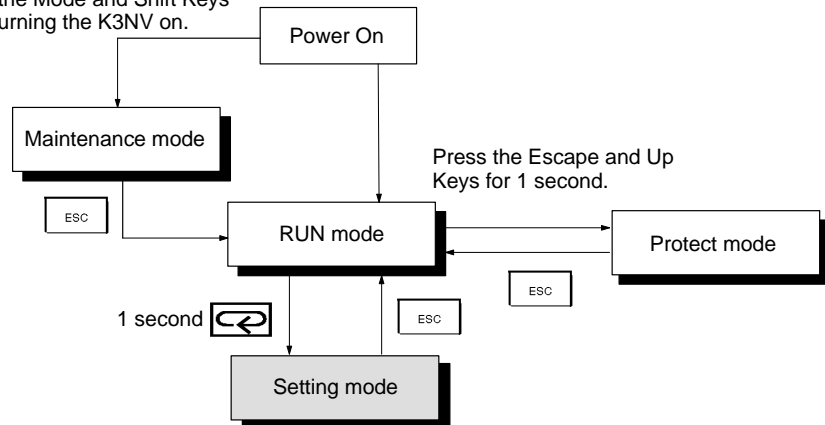 the Mode and Shift Keys
urning the K3NV on.
Power On
Maintenance mode
Press the Escape and Up
Keys for 1 second.
ESC
RUN mode
Protect mode
ESC
1 second
ESC
Setting mode